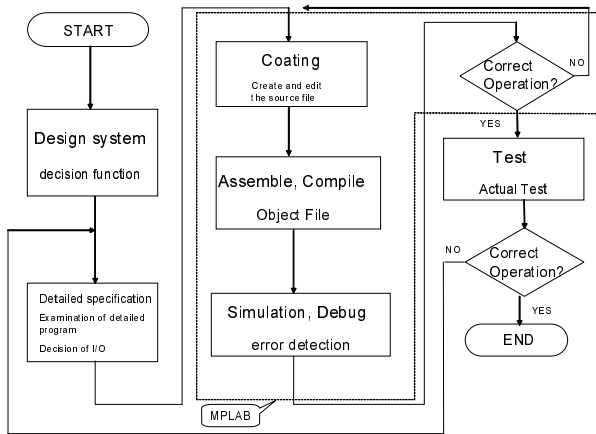 START
Design system
decision function
Detailed specification
Examination of detailed
program
Decision of I/O
Coating
Create and edit
the source file
Assemble, Compile
Object File
Simulation, Debug
error detection
MPLAB
Correct
Operation?
NO
YES
Test
Actual Test
Correct
Operation?
NO
YES
END